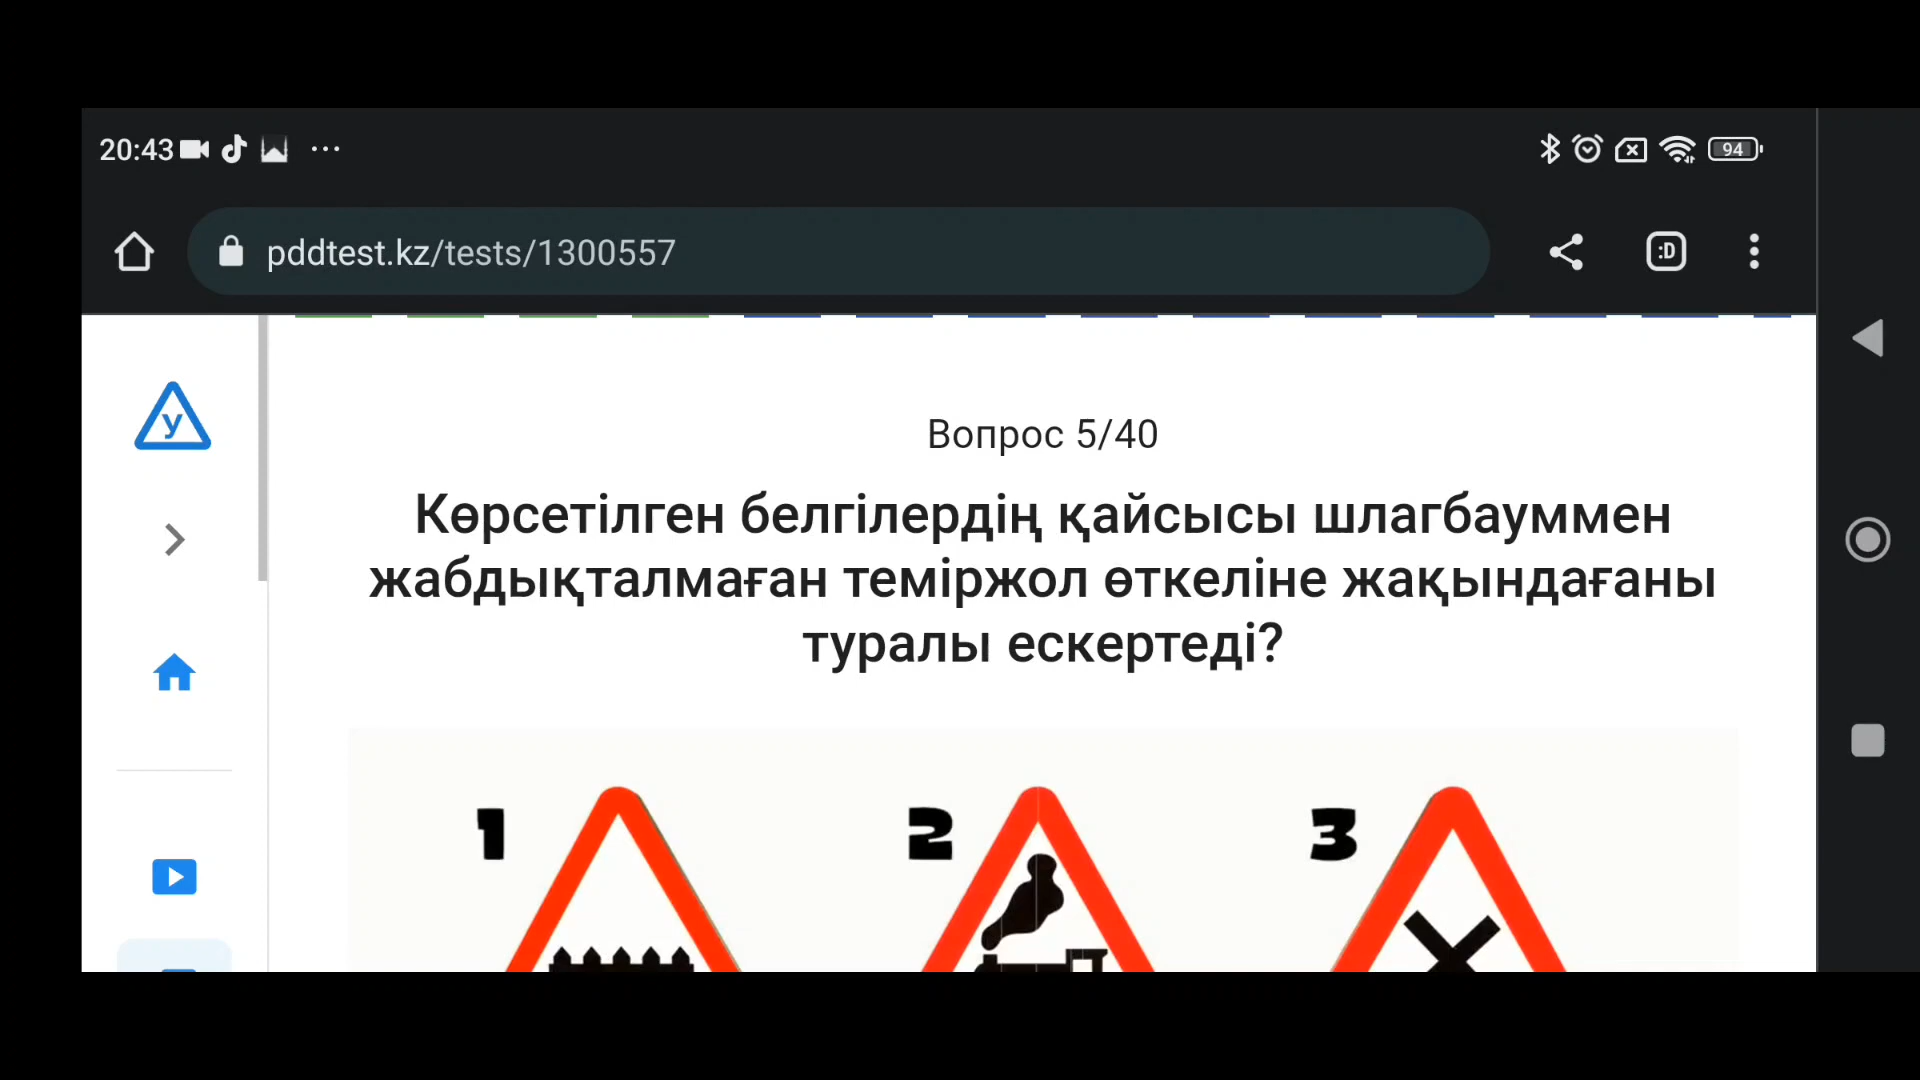 20:43
94
pddtest.kz/tests/1300557
:D
У
Вопрос 5/40
Көрсетілген белгілердің қайсысы шлагбауммен
жабдықталмаған теміржол өткеліне жақындағаны
туралы ескертеді?
1 2 3